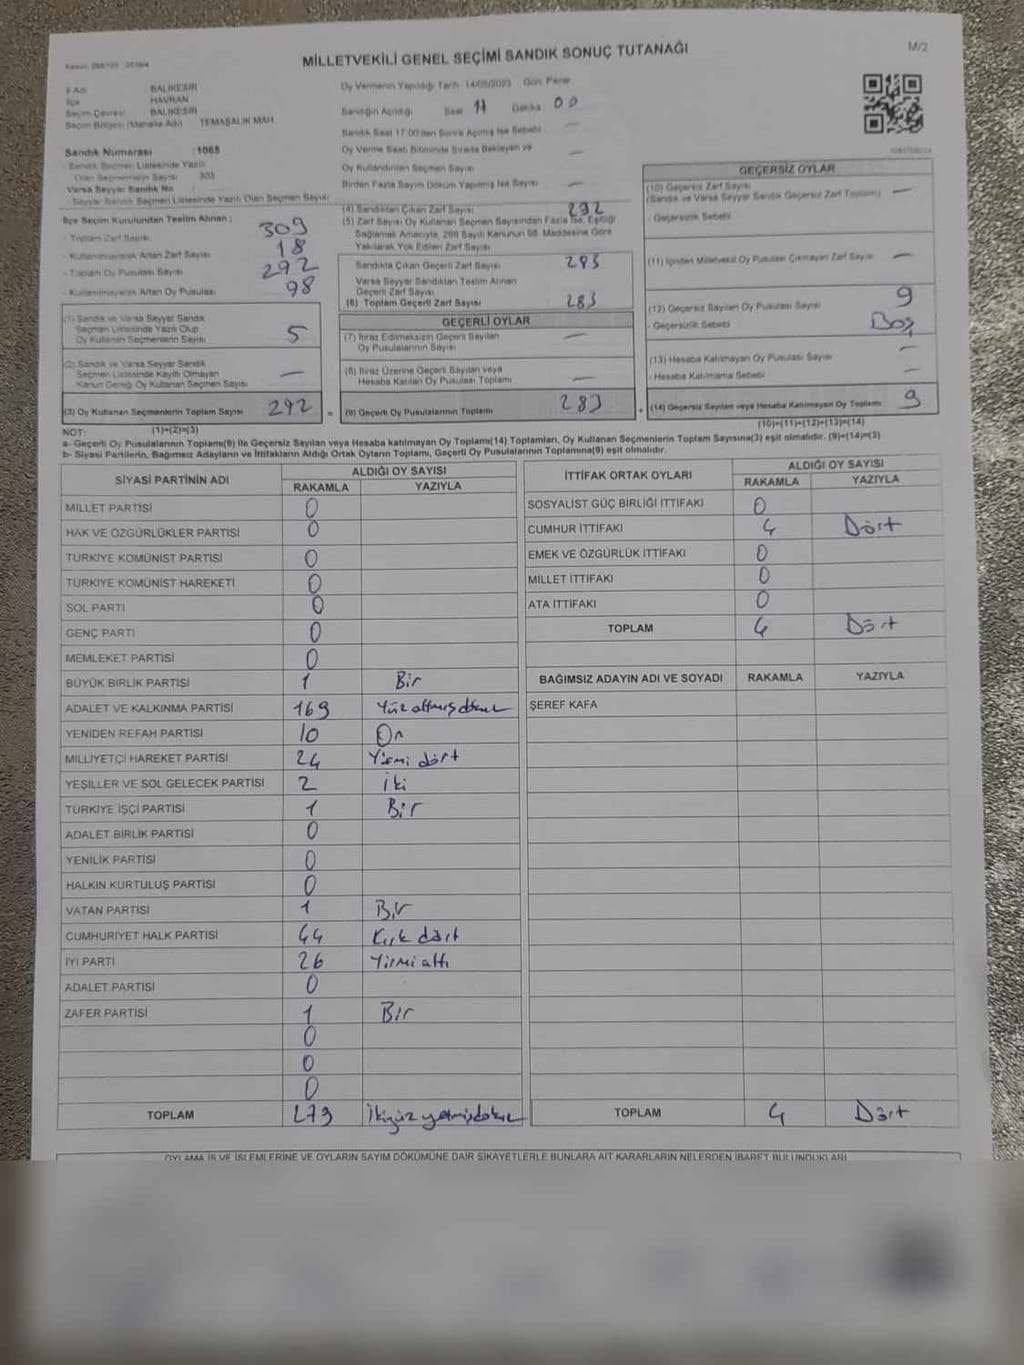 MİLLETVEKİLİ GENEL SEÇİMİ SANDIK SONUÇ TUTANAĞI
M/2
İl Adı BALIKESİR
İlçe HAVRAN
Seçim Çevresi BALIKESİR
Seçim Bölgesi (Mahalle Adı) TEMAŞALIK MAH.
Oy Vermenin Yapıldığı Tarih 14/05/2023 Gün: Pazar
Sandığın Açıldığı Saat 17 Dakika 00
Sandık Saat 17:00'den Sonra Açılmış İse Sebebi —
Oy Verme Saati Bitiminde Sırada Bekleyen ve
Oy Kullandırılan Seçmen Sayısı —
Birden Fazla Sayım Döküm Yapılmış İse Sayısı —
Sandık Numarası : 1065
Sandık Seçmen Listesinde Yazılı
Olan Seçmenlerin Sayısı 303
Varsa Seyyar Sandık No
Seyyar Sandık Seçmen Listesinde Yazılı Olan Seçmen Sayısı
İlçe Seçim Kurulundan Teslim Alınan :
- Toplam Zarf Sayısı 309
- Kullanılmayarak Artan Zarf Sayısı 18
- Toplam Oy Pusulası Sayısı 292
- Kullanılmayarak Artan Oy Pusulası 98
(1) Sandık ve Varsa Seyyar Sandık
Seçmen Listesinde Yazılı Olup
Oy Kullanan Seçmenlerin Sayısı 5
(2) Sandık ve Varsa Seyyar Sandık
Seçmen Listesinde Kayıtlı Olmayan
Kanun Gereği Oy Kullanan Seçmen Sayısı —
(3) Oy Kullanan Seçmenlerin Toplam Sayısı 292
(1)+(2)=(3)
(4) Sandıktan Çıkan Zarf Sayısı 292
(5) Zarf Sayısı Oy Kullanan Seçmen Sayısından Fazla İse, Eşitliği
Sağlamak Amacıyla, 298 Sayılı Kanunun 98. Maddesine Göre
Yakılarak Yok Edilen Zarf Sayısı
Sandıkta Çıkan Geçerli Zarf Sayısı 283
Varsa Seyyar Sandıktan Teslim Alınan
Geçerli Zarf Sayısı
(6) Toplam Geçerli Zarf Sayısı 283
GEÇERLİ OYLAR
(7) İtiraz Edilmeksizin Geçerli Sayılan
Oy Pusulalarının Sayısı —
(8) İtiraz Üzerine Geçerli Sayılan veya
Hesaba Katılan Oy Pusulası Toplamı —
= (9) Geçerli Oy Pusulalarının Toplamı 283
GEÇERSİZ OYLAR
(10) Geçersiz Zarf Sayısı
(Sandık ve Varsa Seyyar Sandık Geçersiz Zarf Toplamı) —
- Geçersizlik Sebebi
(11) İçinden Milletvekili Oy Pusulası Çıkmayan Zarf Sayısı —
(12) Geçersiz Sayılan Oy Pusulası Sayısı 9
- Geçersizlik Sebebi Boş
(13) Hesaba Katılmayan Oy Pusulası Sayısı —
- Hesaba Katılmama Sebebi —
+ (14) Geçersiz Sayılan veya Hesaba Katılmayan Oy Toplamı 9
(10)+(11)+(12)+(13)=(14)
NOT:
a- Geçerli Oy Pusulalarının Toplamı(9) ile Geçersiz Sayılan veya Hesaba katılmayan Oy Toplamı(14) Toplamları, Oy Kullanan Seçmenlerin Toplam Sayısına(3) eşit olmalıdır. (9)+(14)=(3)
b- Siyasi Partilerin, Bağımsız Adayların ve İttifakların Aldığı Ortak Oyların Toplamı, Geçerli Oy Pusulalarının Toplamına(9) eşit olmalıdır.
SİYASİ PARTİNİN ADI ALDIĞI OY SAYISI
RAKAMLA YAZIYLA
MİLLET PARTİSİ 0
HAK VE ÖZGÜRLÜKLER PARTİSİ 0
TÜRKİYE KOMÜNİST PARTİSİ 0
TÜRKİYE KOMÜNİST HAREKETİ 0
SOL PARTİ 0
GENÇ PARTİ 0
MEMLEKET PARTİSİ 0
BÜYÜK BİRLİK PARTİSİ 1 Bir
ADALET VE KALKINMA PARTİSİ 169 Yüz altmış dokuz
YENİDEN REFAH PARTİSİ 10 On
MİLLİYETÇİ HAREKET PARTİSİ 24 Yirmi dört
YEŞİLLER VE SOL GELECEK PARTİSİ 2 İki
TÜRKİYE İŞÇİ PARTİSİ 1 Bir
ADALET BİRLİK PARTİSİ 0
YENİLİK PARTİSİ 0
HALKIN KURTULUŞ PARTİSİ 0
VATAN PARTİSİ 1 Bir
CUMHURİYET HALK PARTİSİ 44 Kırk dört
İYİ PARTİ 26 Yirmi altı
ADALET PARTİSİ 0
ZAFER PARTİSİ 1 Bir
0
0
0
TOPLAM 279 İkiyüz yetmiş dokuz
İTTİFAK ORTAK OYLARI ALDIĞI OY SAYISI
RAKAMLA YAZIYLA
SOSYALİST GÜÇ BİRLİĞİ İTTİFAKI 0
CUMHUR İTTİFAKI 4 Dört
EMEK VE ÖZGÜRLÜK İTTİFAKI 0
MİLLET İTTİFAKI 0
ATA İTTİFAKI 0
TOPLAM 4 Dört
BAĞIMSIZ ADAYIN ADI VE SOYADI RAKAMLA YAZIYLA
ŞEREF KAFA
TOPLAM 4 Dört
OYLAMA İŞ VE İŞLEMLERİNE VE OYLARIN SAYIM DÖKÜMÜNE DAİR ŞİKAYETLERLE BUNLARA AİT KARARLARIN NELERDEN İBARET BULUNDUKLARI